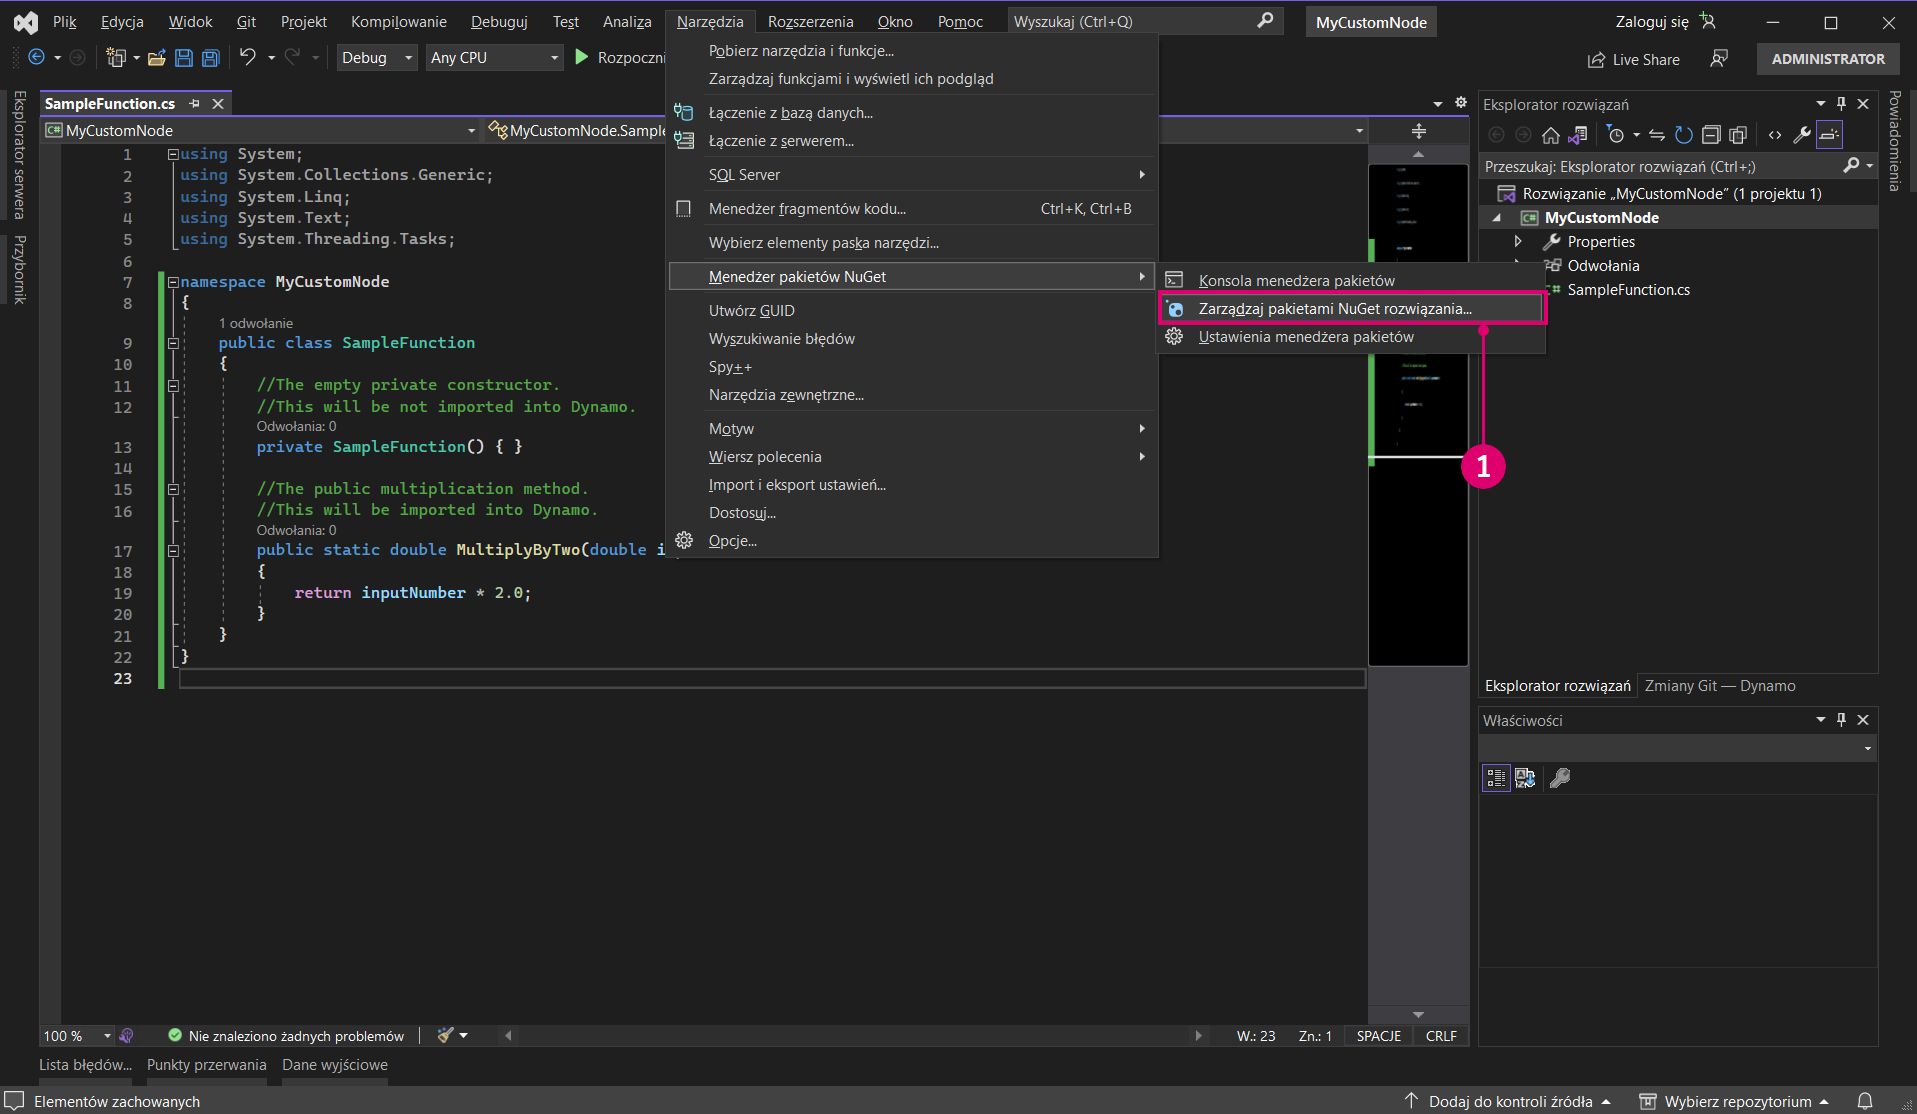 Plik Edycja Widok Git Projekt Kompilowanie Debuguj Test Analiza Narzędzia Rozszerzenia Okno Pomoc Wyszukaj (Ctrl+Q) MyCustomNode Zaloguj się
Debug Any CPU Rozpoczni Live Share ADMINISTRATOR
Pobierz narzędzia i funkcje...
Zarządzaj funkcjami i wyświetl ich podgląd
Łączenie z bazą danych...
Łączenie z serwerem...
SQL Server
Menedżer fragmentów kodu... Ctrl+K, Ctrl+B
Wybierz elementy paska narzędzi...
Menedżer pakietów NuGet
Utwórz GUID
Wyszukiwanie błędów
Spy++
Narzędzia zewnętrzne...
Motyw
Wiersz polecenia
Import i eksport ustawień...
Dostosuj...
Opcje...
Konsola menedżera pakietów
Zarządzaj pakietami NuGet rozwiązania...
Ustawienia menedżera pakietów
1
Eksplorator serwera
Przybornik
SampleFunction.cs
MyCustomNode MyCustomNode.Sample
1 using System;
2 using System.Collections.Generic;
3 using System.Linq;
4 using System.Text;
5 using System.Threading.Tasks;
6
7 namespace MyCustomNode
8 {
1 odwołanie
9 public class SampleFunction
10 {
11 //The empty private constructor.
12 //This will be not imported into Dynamo.
Odwołania: 0
13 private SampleFunction() { }
14
15 //The public multiplication method.
16 //This will be imported into Dynamo.
Odwołania: 0
17 public static double MultiplyByTwo(double i
18 {
19 return inputNumber * 2.0;
20 }
21 }
22 }
23
Eksplorator rozwiązań
Przeszukaj: Eksplorator rozwiązań (Ctrl+;)
Rozwiązanie „MyCustomNode” (1 projektu 1)
MyCustomNode
Properties
Odwołania
SampleFunction.cs
Powiadomienia
Eksplorator rozwiązań Zmiany Git — Dynamo
Właściwości
100 % Nie znaleziono żadnych problemów W.: 23 Zn.: 1 SPACJE CRLF
Lista błędów... Punkty przerwania Dane wyjściowe
Elementów zachowanych Dodaj do kontroli źródła Wybierz repozytorium